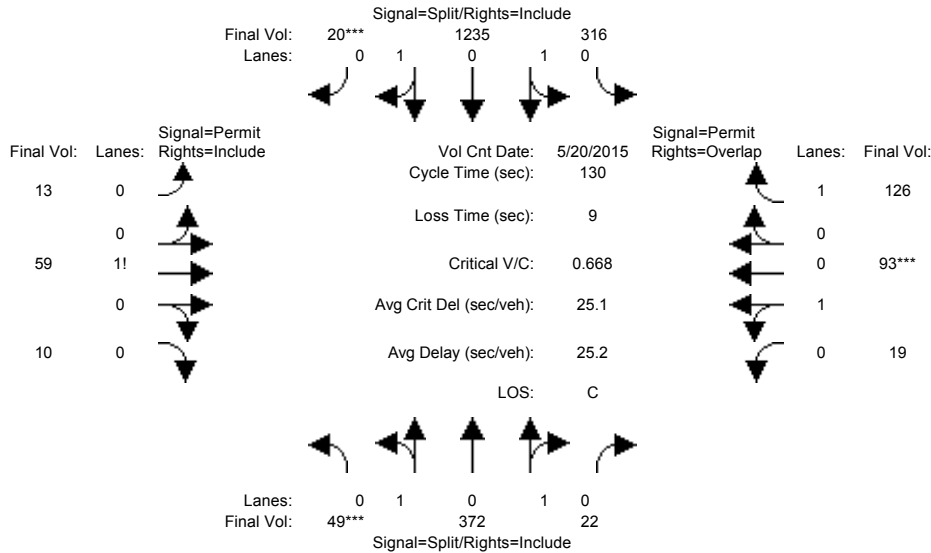 Signal=Split/Rights=Include
Final Vol: 20*** 1235 316
Lanes: 0 1 0 1 0
Signal=Permit Signal=Permit
Final Vol: Lanes: Rights=Include Vol Cnt Date: 5/20/2015 Rights=Overlap Lanes: Final Vol:
Cycle Time (sec): 130
13 0 1 126
Loss Time (sec): 9
0 0
59 1! Critical V/C: 0.668 0 93***
0 Avg Crit Del (sec/veh): 25.1 1
10 0 Avg Delay (sec/veh): 25.2 0 19
LOS: C
Lanes: 0 1 0 1 0
Final Vol: 49*** 372 22
Signal=Split/Rights=Include